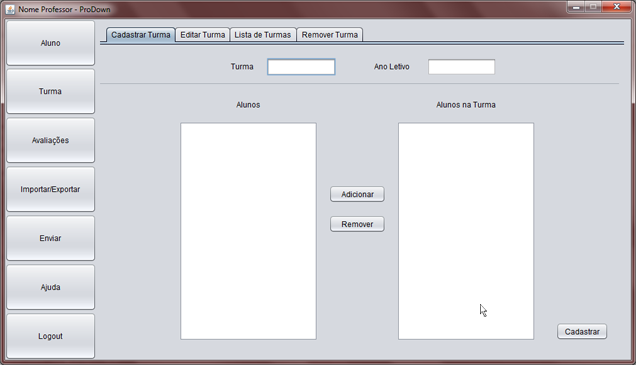 Nome Professor - ProDown
Aluno
Turma
Avaliações
Importar/Exportar
Enviar
Ajuda
Logout
Cadastrar Turma
Editar Turma
Lista de Turmas
Remover Turma
Turma
Ano Letivo
Alunos
Alunos na Turma
Adicionar
Remover
Cadastrar